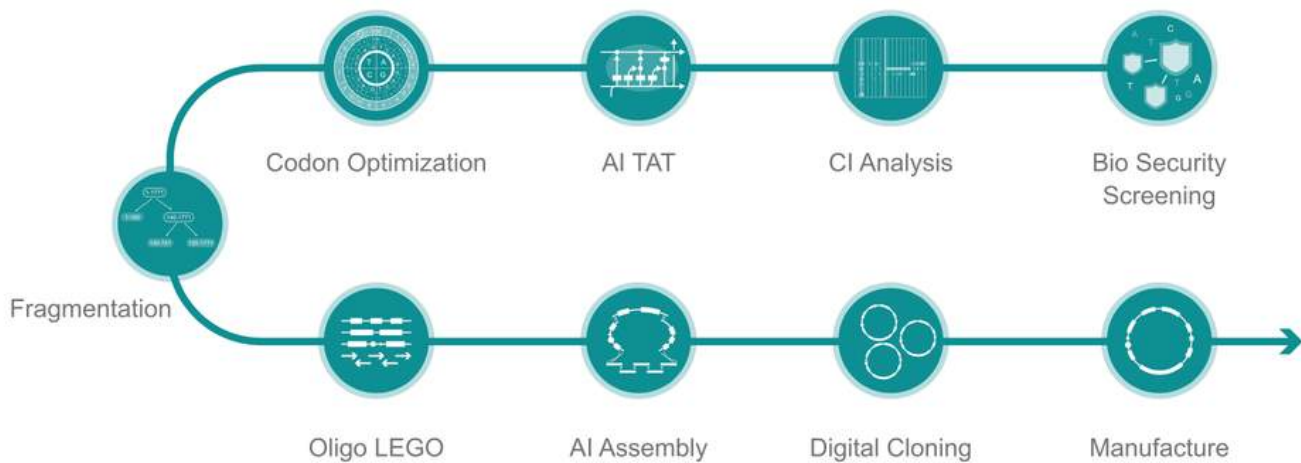 Codon Optimization
AI TAT
CI Analysis
Bio Security
Screening
A
T
C
T
A
C
G
A
T
T
G
G
Fragmentation
Oligo LEGO
AI Assembly
Digital Cloning
Manufacture